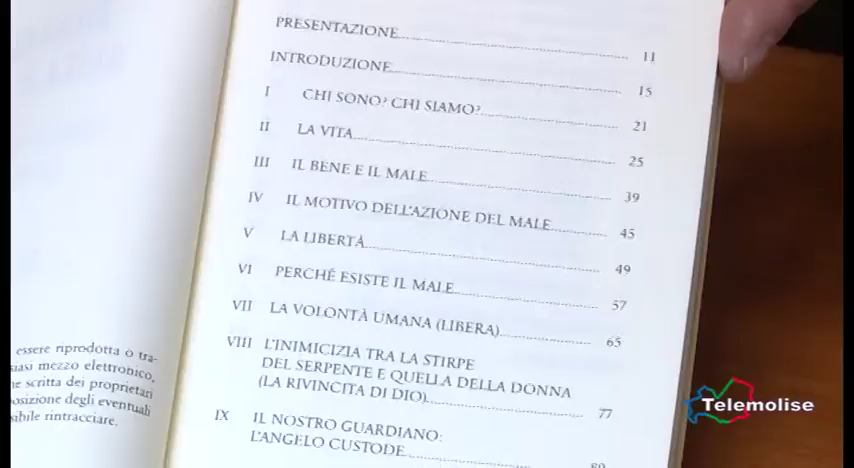 PRESENTAZIONE 11
INTRODUZIONE 15
I CHI SONO? CHI SIAMO? 21
II LA VITA 25
III IL BENE E IL MALE 39
IV IL MOTIVO DELL'AZIONE DEL MALE 45
V LA LIBERTÀ 49
VI PERCHÉ ESISTE IL MALE 57
VII LA VOLONTÀ UMANA (LIBERA) 65
VIII L'INIMICIZIA TRA LA STIRPE
DEL SERPENTE E QUELLA DELLA DONNA
(LA RIVINCITA DI DIO) 77
IX IL NOSTRO GUARDIANO:
L'ANGELO CUSTODE
essere riprodotta o tra-
mezzo elettronico,
scritta dei proprietari
degli eventuali
rintracciare.
Telemolise